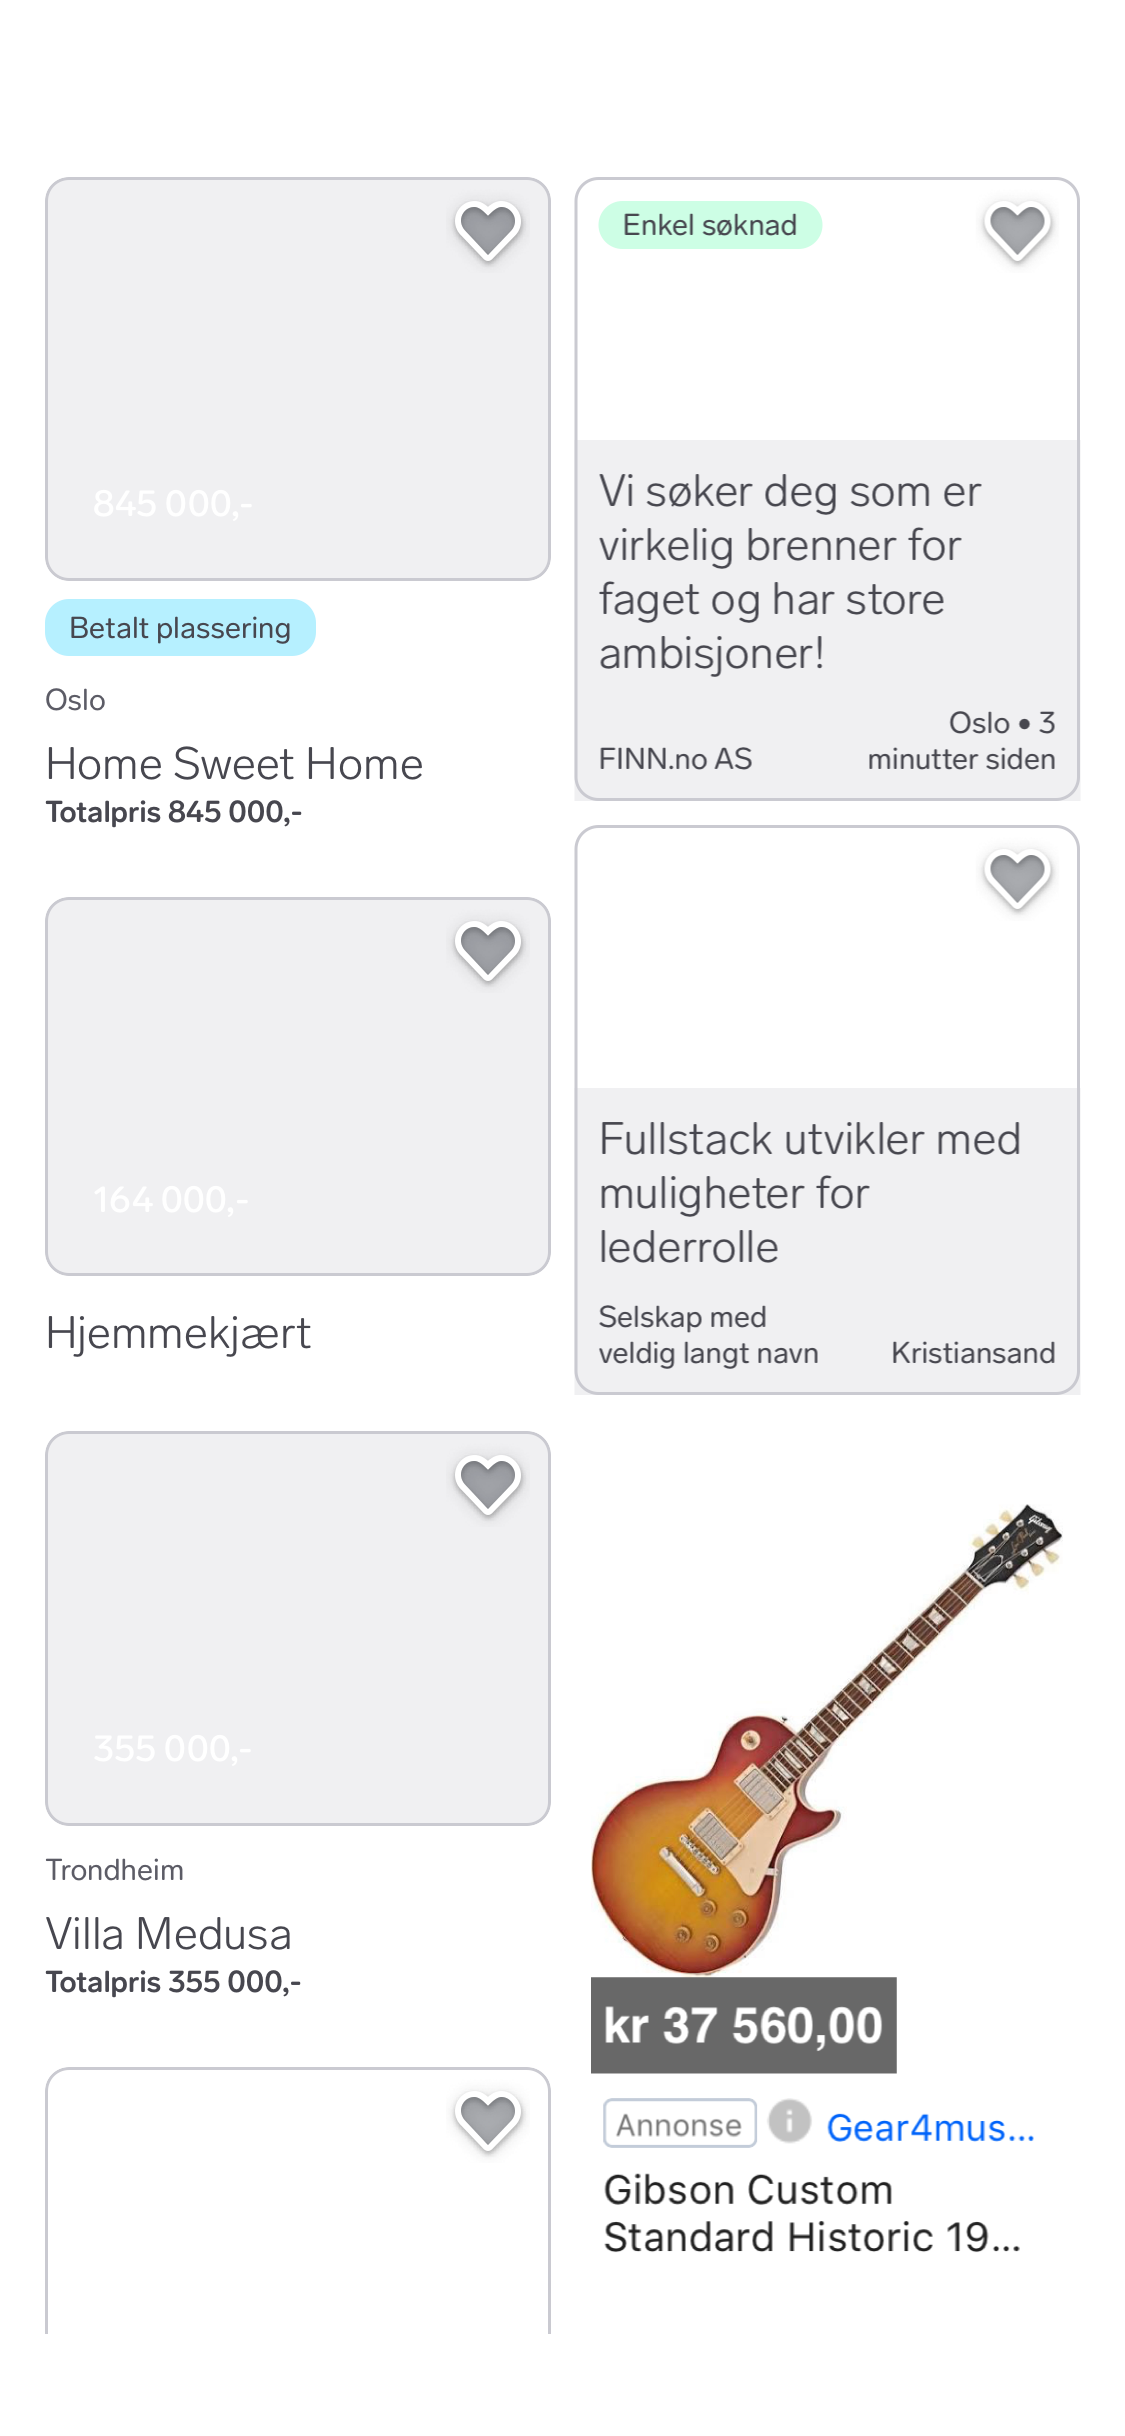 845 000,-
Betalt plassering
Oslo
Home Sweet Home
Totalpris 845 000,-
164 000,-
Hjemmekjært
355 000,-
Trondheim
Villa Medusa
Totalpris 355 000,-
Enkel søknad
Vi søker deg som er
virkelig brenner for
faget og har store
ambisjoner!
FINN.no AS
Oslo • 3
minutter siden
Fullstack utvikler med
muligheter for
lederrolle
Selskap med
veldig langt navn
Kristiansand
Gibson
kr 37 560,00
Annonse
Gear4mus...
Gibson Custom
Standard Historic 19...